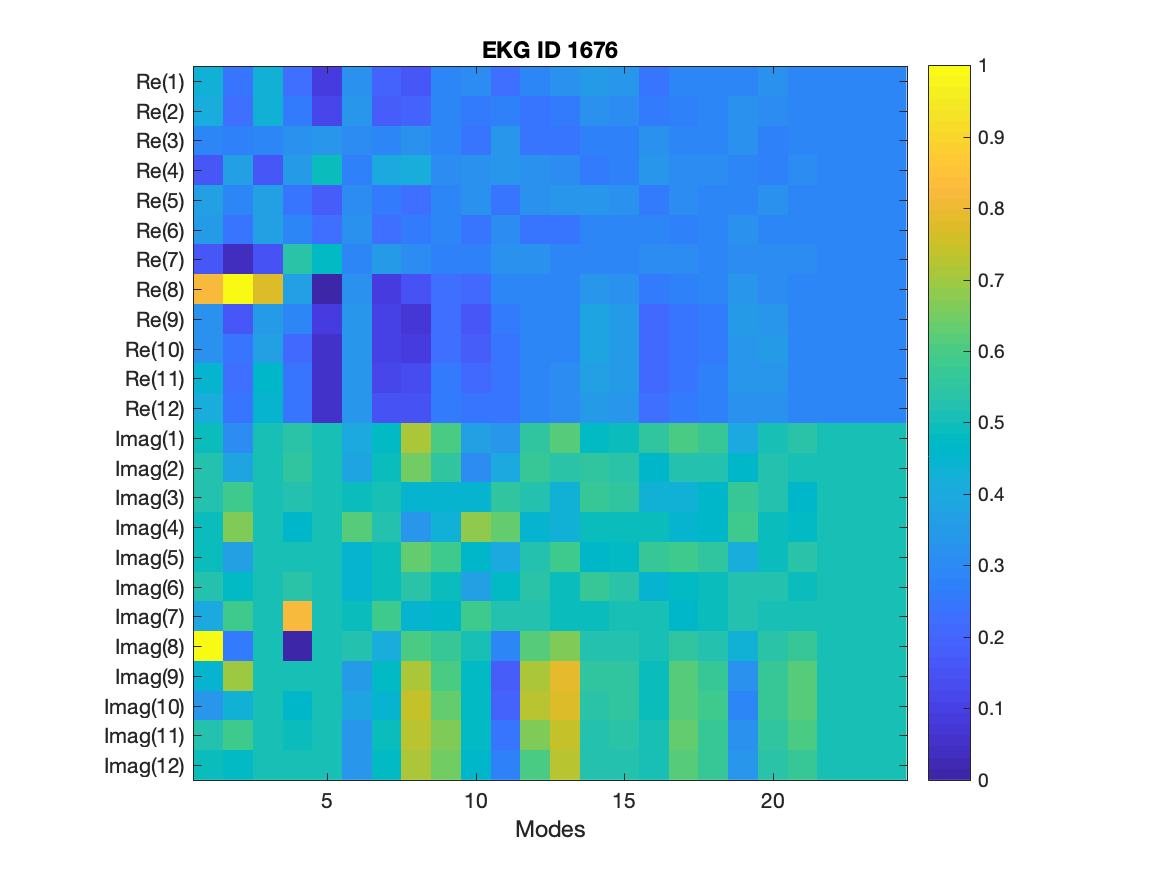 EKG ID 1676
Re(1)
Re(2)
Re(3)
Re(4)
Re(5)
Re(6)
Re(7)
Re(8)
Re(9)
Re(10)
Re(11)
Re(12)
Imag(1)
Imag(2)
Imag(3)
Imag(4)
Imag(5)
Imag(6)
Imag(7)
Imag(8)
Imag(9)
Imag(10)
Imag(11)
Imag(12)
5 10 15 20
Modes
1
0.9
0.8
0.7
0.6
0.5
0.4
0.3
0.2
0.1
0